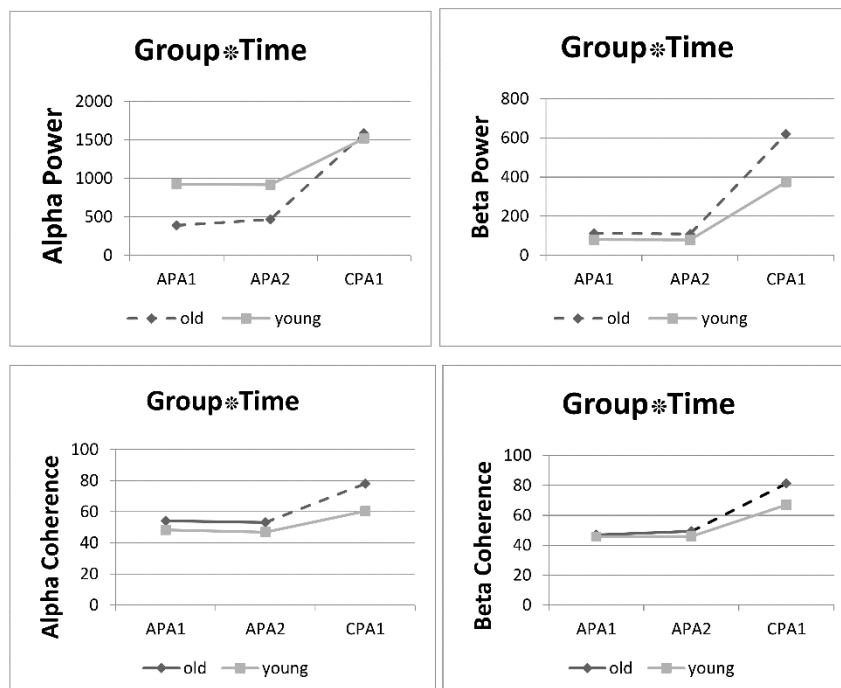 Group❊Time
Alpha Power
2000
1500
1000
500
0
APA1 APA2 CPA1
old young
Group❊Time
Beta Power
800
600
400
200
0
APA1 APA2 CPA1
old young
Group❊Time
Alpha Coherence
100
80
60
40
20
0
APA1 APA2 CPA1
old young
Group❊Time
Beta Coherence
100
80
60
40
20
0
APA1 APA2 CPA1
old young